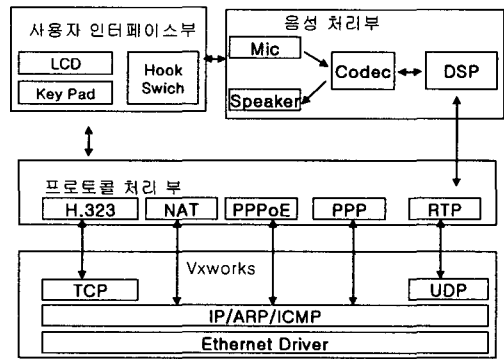 사용자 인터페이스부
LCD
Key Pad
Hook
Swich
음성 처리부
Mic
Speaker
Codec
DSP
프로토콜 처리 부
H.323
NAT
PPPoE
PPP
RTP
Vxworks
TCP
UDP
IP/ARP/ICMP
Ethernet Driver